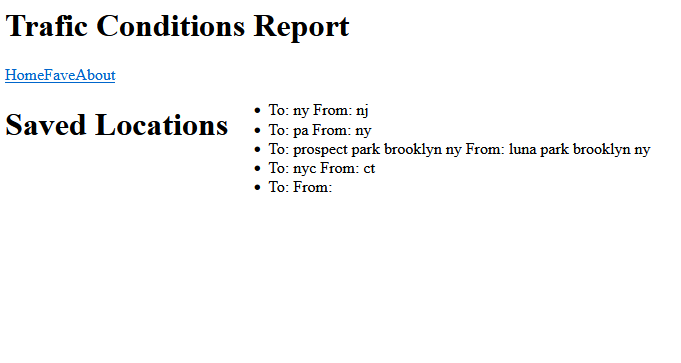 Trafic Conditions Report
HomeFaveAbout
Saved Locations
To: ny From: nj
To: pa From: ny
To: prospect park brooklyn ny From: luna park brooklyn ny
To: nyc From: ct
To: From: